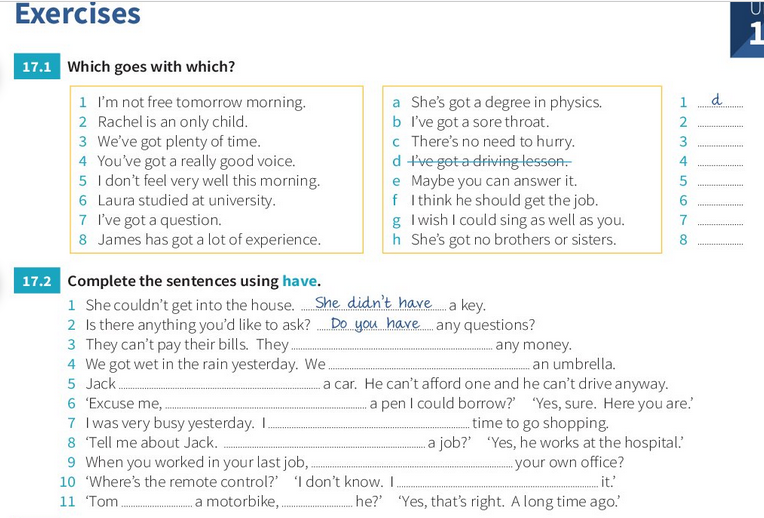 Exercises
U
1
17.1 Which goes with which?
1 I'm not free tomorrow morning.
2 Rachel is an only child.
3 We've got plenty of time.
4 You've got a really good voice.
5 I don't feel very well this morning.
6 Laura studied at university.
7 I've got a question.
8 James has got a lot of experience.
a She's got a degree in physics.
b I've got a sore throat.
c There's no need to hurry.
d I've got a driving lesson.
e Maybe you can answer it.
f I think he should get the job.
g I wish I could sing as well as you.
h She's got no brothers or sisters.
1 d
2
3
4
5
6
7
8
17.2 Complete the sentences using have.
1 She couldn't get into the house. She didn't have a key.
2 Is there anything you'd like to ask? Do you have any questions?
3 They can't pay their bills. They ........ any money.
4 We got wet in the rain yesterday. We ........ an umbrella.
5 Jack ........ a car. He can't afford one and he can't drive anyway.
6 'Excuse me, ........ a pen I could borrow?' 'Yes, sure. Here you are.'
7 I was very busy yesterday. I ........ time to go shopping.
8 'Tell me about Jack. ........ a job?' 'Yes, he works at the hospital.'
9 When you worked in your last job, ........ your own office?
10 'Where's the remote control?' 'I don't know. I ........ it.'
11 'Tom ........ a motorbike, ........ he?' 'Yes, that's right. A long time ago.'